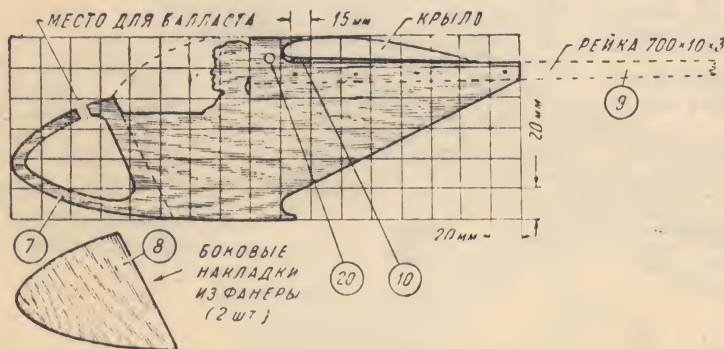 МЕСТО ДЛЯ БАЛЛАСТА
15 мм
КРЫЛО
РЕЙКА 700×10×3
9
20 мм
20 мм
7
8
БОКОВЫЕ
НАКЛАДКИ
ИЗ ФАНЕРЫ
(2 ШТ)
20
10